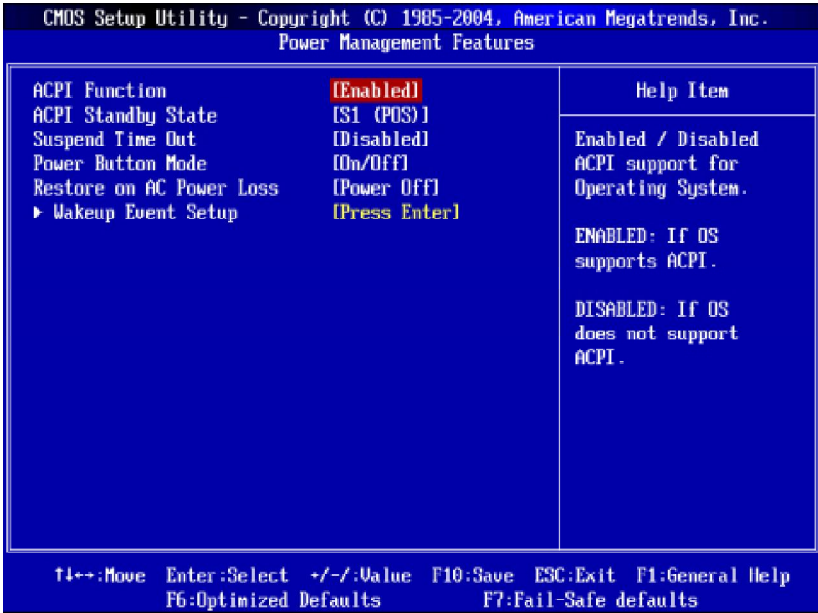 CMOS Setup Utility - Copyright (C) 1985-2004, American Megatrends, Inc.
Power Management Features
ACPI Function [Enabled]
ACPI Standby State [S1 (POS)]
Suspend Time Out [Disabled]
Power Button Mode [On/Off]
Restore on AC Power Loss [Power Off]
▶ Wakeup Event Setup [Press Enter]
Help Item
Enabled / Disabled
ACPI support for
Operating System.
ENABLED: If OS
supports ACPI.
DISABLED: If OS
does not support
ACPI.
↑↓←→:Move Enter:Select +/-/:Value F10:Save ESC:Exit F1:General Help
F6:Optimized Defaults F7:Fail-Safe defaults